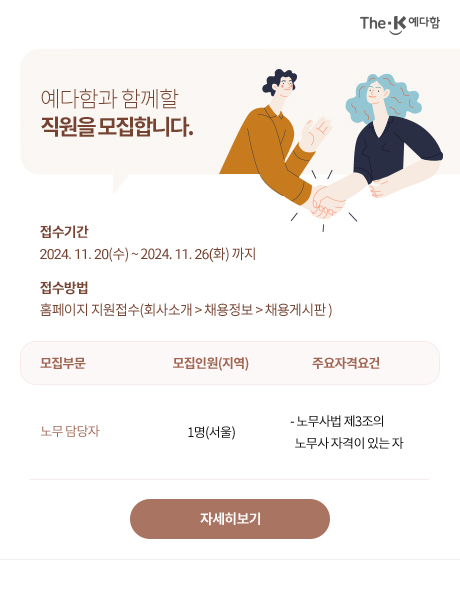 The·K 예다함
예다함과 함께할
직원을 모집합니다.
접수기간
2024. 11. 20(수) ~ 2024. 11. 26(화) 까지
접수방법
홈페이지 지원접수(회사소개 > 채용정보 > 채용게시판 )
모집부문 모집인원(지역) 주요자격요건
- 노무사법 제3조의
노무 담당자 1명(서울)
노무사 자격이 있는 자
자세히보기